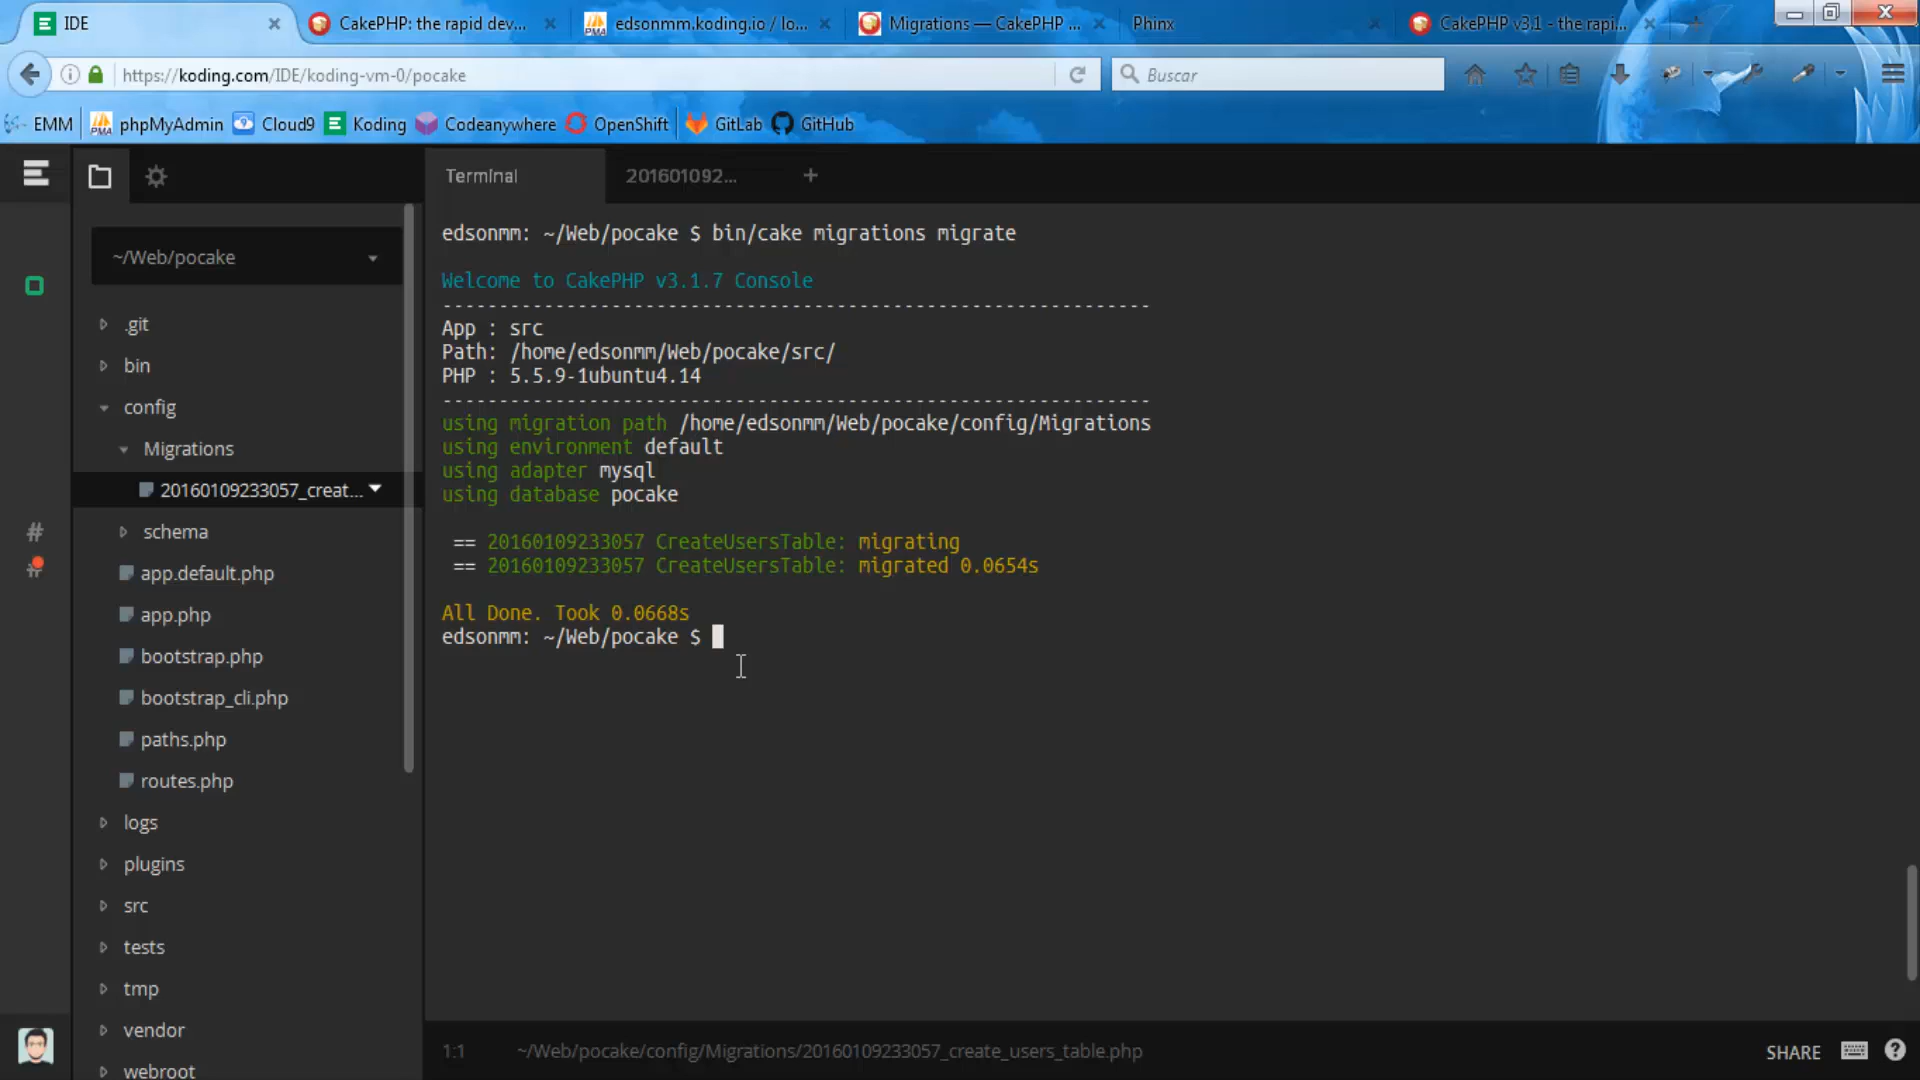 IDE
CakePHP: the rapid dev...
edsonmm.koding.io / lo...
Migrations — CakePHP ...
Phinx
CakePHP v3.1 - the rapi...
https://koding.com/IDE/koding-vm-0/pocake
Buscar
EMM
phpMyAdmin
Cloud9
Koding
Codeanywhere
OpenShift
GitLab
GitHub
Terminal
201601092...
~/Web/pocake
.git
bin
config
Migrations
20160109233057_creat...
schema
app.default.php
app.php
bootstrap.php
bootstrap_cli.php
paths.php
routes.php
logs
plugins
src
tests
tmp
vendor
webroot
edsonmm: ~/Web/pocake $ bin/cake migrations migrate
Welcome to CakePHP v3.1.7 Console
---------------------------------------------------------------
App : src
Path: /home/edsonmm/Web/pocake/src/
PHP : 5.5.9-1ubuntu4.14
---------------------------------------------------------------
using migration path /home/edsonmm/Web/pocake/config/Migrations
using environment default
using adapter mysql
using database pocake
== 20160109233057 CreateUsersTable: migrating
== 20160109233057 CreateUsersTable: migrated 0.0654s
All Done. Took 0.0668s
edsonmm: ~/Web/pocake $
1:1
~/Web/pocake/config/Migrations/20160109233057_create_users_table.php
SHARE